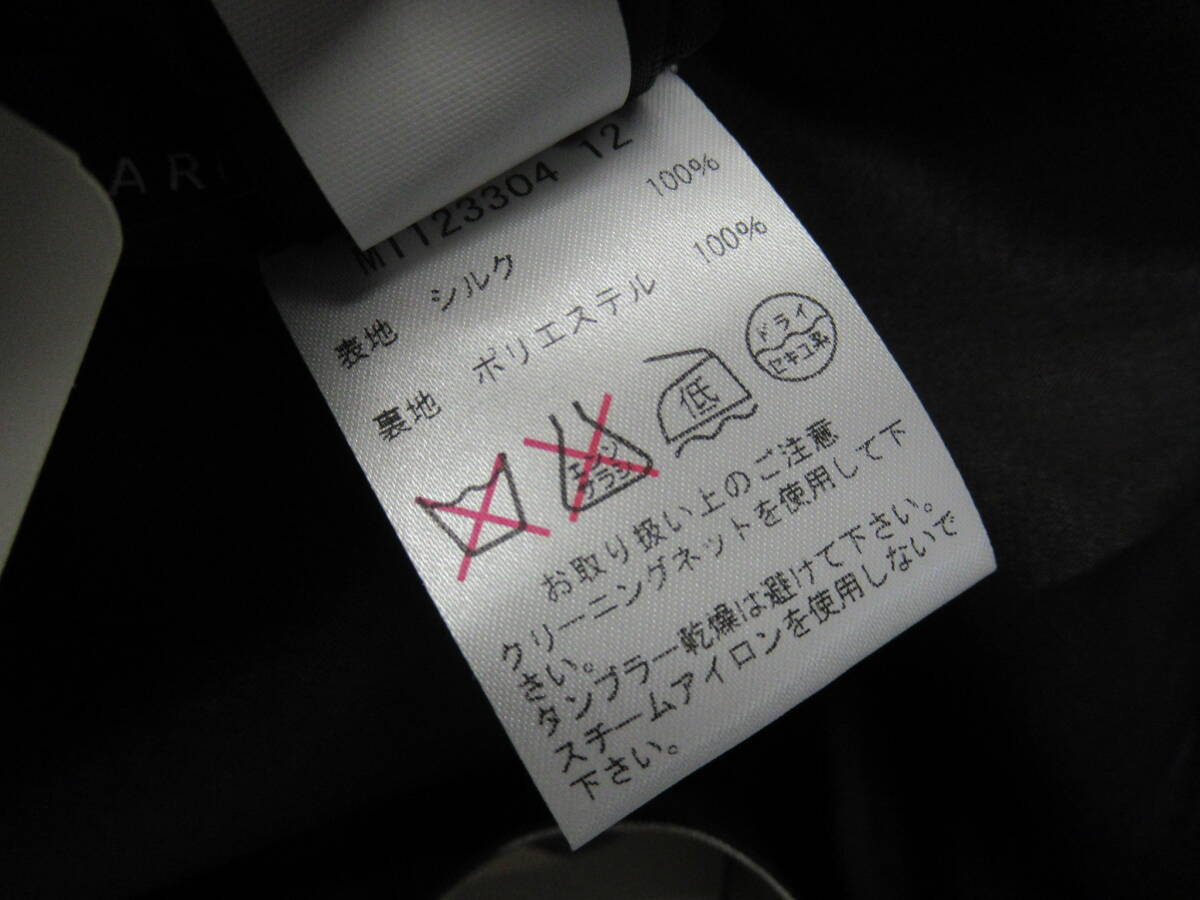 AR
M1123304 12
表地 シルク 100%
裏地 ポリエステル 100%
エンソ
サラシ
低
ドライ
セキユ系
お取り扱い上のご注意
クリーニングネットを使用して下
さい。
タンブラー乾燥は避けて下さい。
スチームアイロンを使用しないで
下さい。